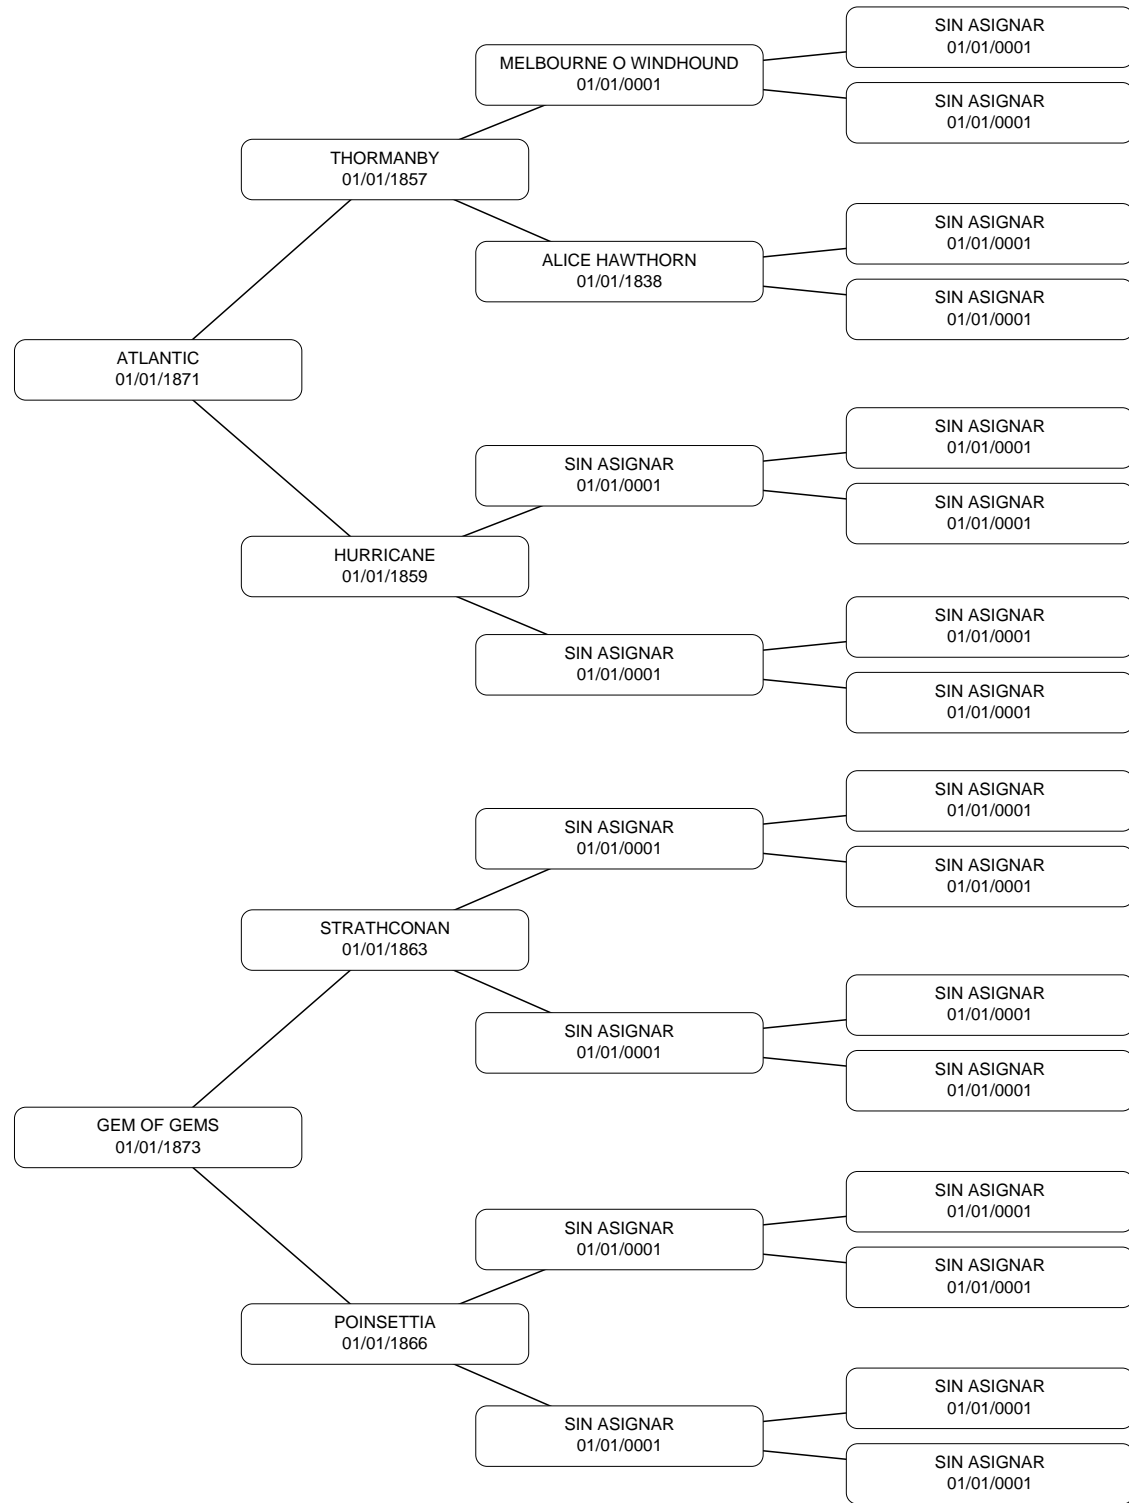 SIN ASIGNAR
01/01/0001
MELBOURNE O WINDHOUND
01/01/0001
SIN ASIGNAR
01/01/0001
THORMANBY
01/01/1857
SIN ASIGNAR
01/01/0001
ALICE HAWTHORN
01/01/1838
SIN ASIGNAR
01/01/0001
ATLANTIC
01/01/1871
SIN ASIGNAR
01/01/0001
SIN ASIGNAR
01/01/0001
SIN ASIGNAR
01/01/0001
HURRICANE
01/01/1859
SIN ASIGNAR
01/01/0001
SIN ASIGNAR
01/01/0001
SIN ASIGNAR
01/01/0001
SIN ASIGNAR
01/01/0001
SIN ASIGNAR
01/01/0001
SIN ASIGNAR
01/01/0001
STRATHCONAN
01/01/1863
SIN ASIGNAR
01/01/0001
SIN ASIGNAR
01/01/0001
SIN ASIGNAR
01/01/0001
GEM OF GEMS
01/01/1873
SIN ASIGNAR
01/01/0001
SIN ASIGNAR
01/01/0001
SIN ASIGNAR
01/01/0001
POINSETTIA
01/01/1866
SIN ASIGNAR
01/01/0001
SIN ASIGNAR
01/01/0001
SIN ASIGNAR
01/01/0001